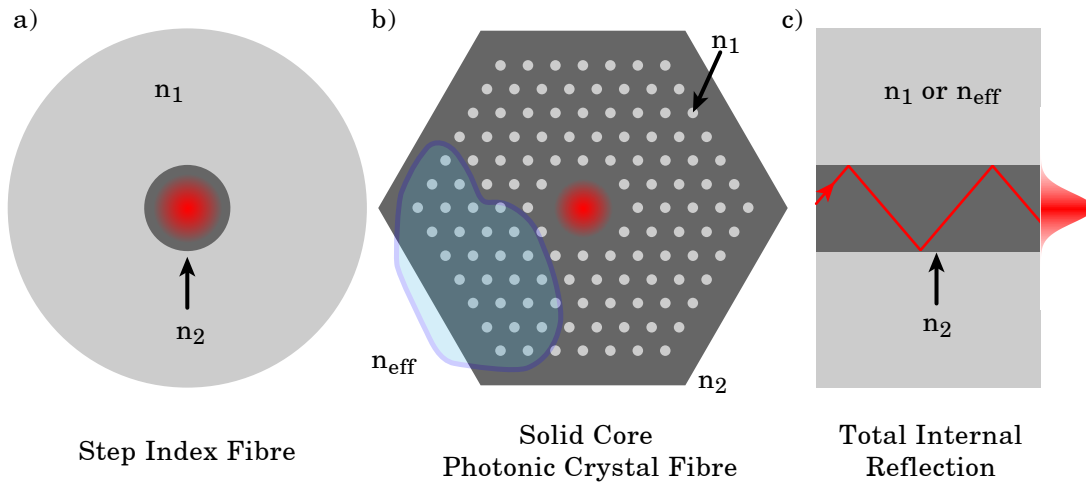 a)
n1
n2
Step Index Fibre
b)
n1
neff
n2
Solid Core
Photonic Crystal Fibre
c)
n1 or neff
n2
Total Internal
Reflection